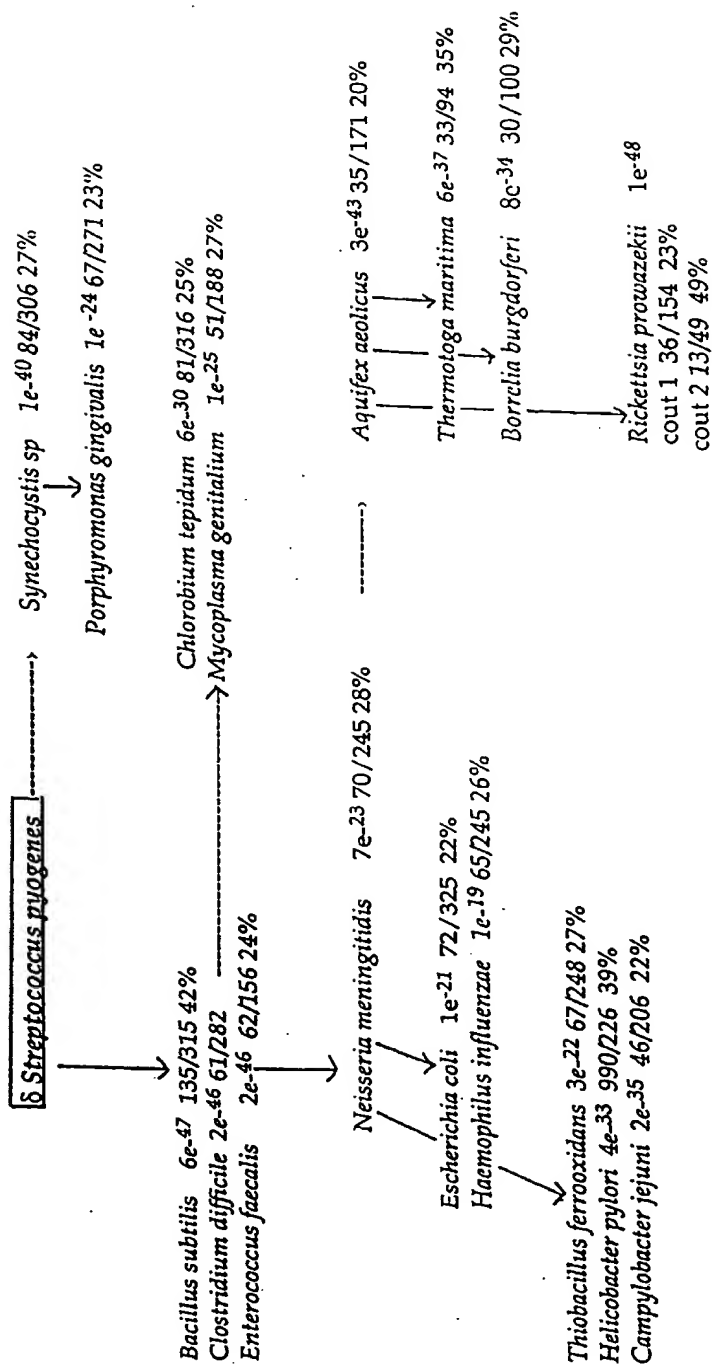 δ Streptococcus pyogenes
Synechocystis sp 1e-40 84/306 27%
Porphyromonas gingivalis 1e-24 67/271 23%
Bacillus subtilis 6e-47 135/315 42%
Clostridium difficile 2e-46 61/282
Enterococcus faecalis 2e-46 62/156 24%
Chlorobium tepidum 6e-30 81/316 25%
Mycoplasma genitalium 1e-25 51/188 27%
Neisseria meningitidis 7e-23 70/245 28%
Escherichia coli 1e-21 72/325 22%
Haemophilus influenzae 1e-19 65/245 26%
Thiobacillus ferrooxidans 3e-22 67/248 27%
Helicobacter pylori 4e-33 990/226 39%
Campylobacter jejuni 2e-35 46/206 22%
Aquifex aeolicus 3e-43 35/171 20%
Thermotoga maritima 6e-37 33/94 35%
Borrclia burgdorferi 8c-34 30/100 29%
Rickettsia prowazekii 1e-48
cout 1 36/154 23%
cout 2 13/49 49%